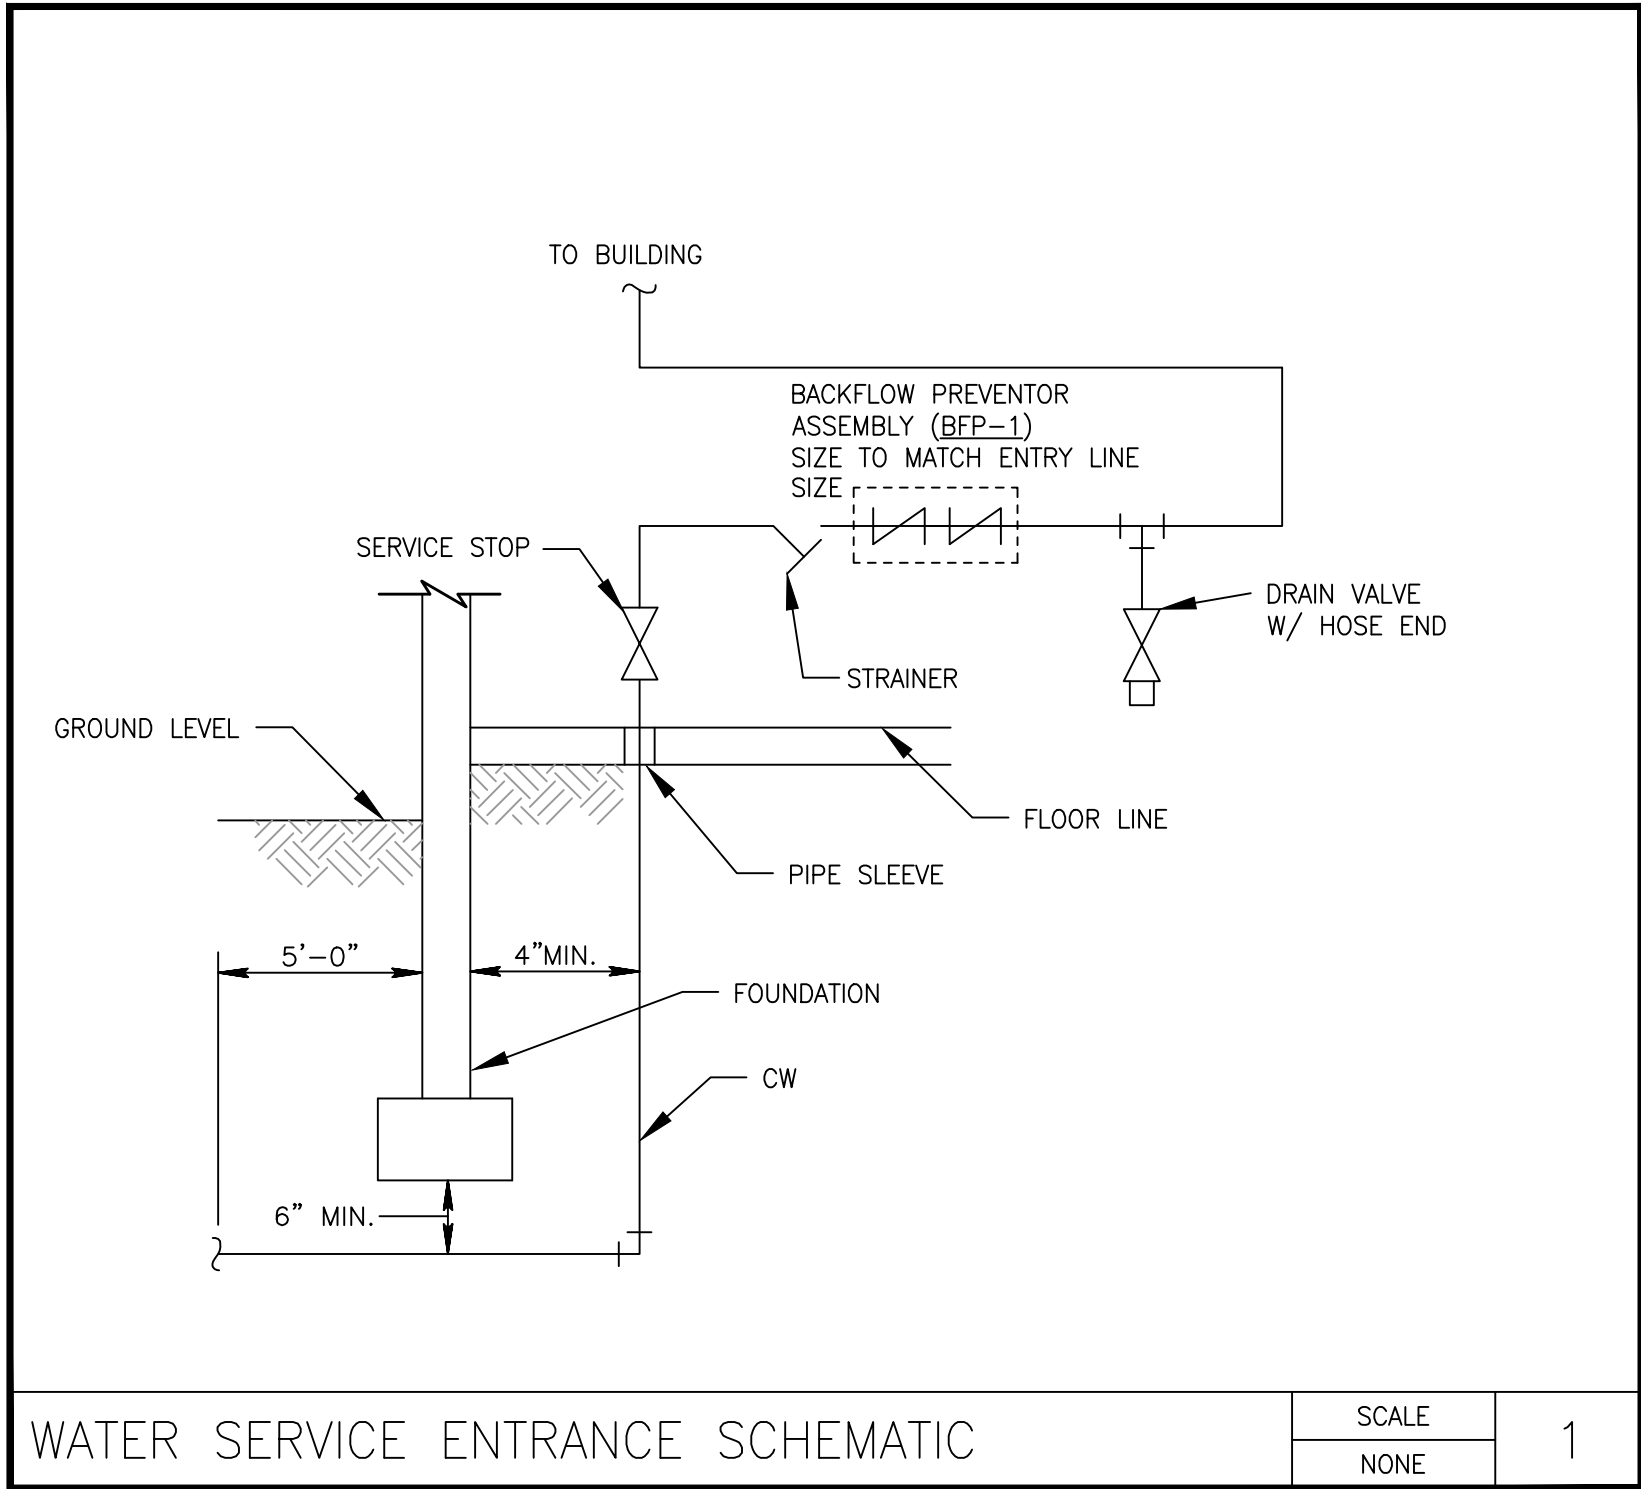 TO BUILDING
BACKFLOW PREVENTOR
ASSEMBLY (BFP-1)
SIZE TO MATCH ENTRY LINE
SIZE
SERVICE STOP
DRAIN VALVE
W/ HOSE END
STRAINER
GROUND LEVEL
FLOOR LINE
PIPE SLEEVE
5'-0"
4"MIN.
FOUNDATION
CW
6" MIN.
WATER SERVICE ENTRANCE SCHEMATIC
SCALE
NONE
1